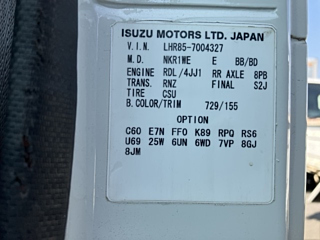 ISUZU MOTORS LTD. JAPAN
V.I.N. LHR85-7004327
M.D. NKR1WE E BB/BD
ENGINE RDL/4JJ1 RR AXLE 8PB
TRANS. RNZ FINAL S2J
TIRE CSU
B.COLOR/TRIM 729/155
OPTION
C60 E7N FF0 K89 RPQ RS6
U69 25W 6UN 6WD 7VP 8GJ
8JM